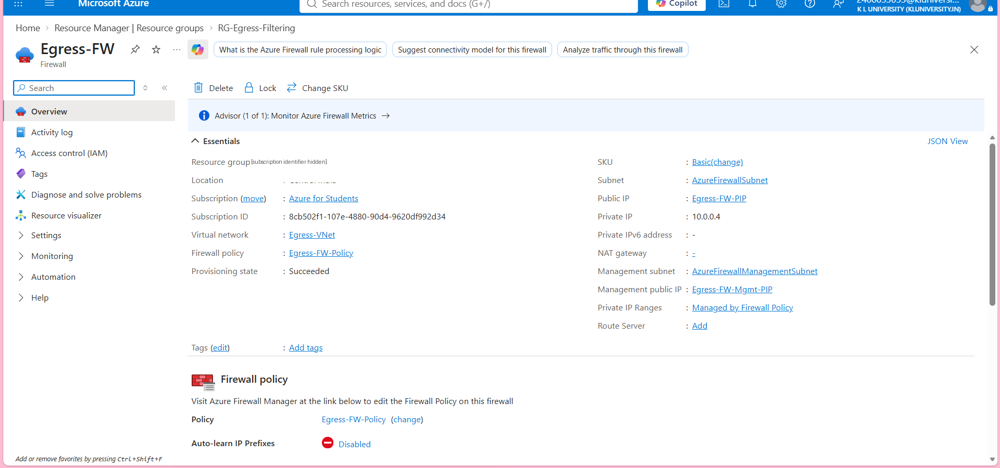 Microsoft Azure
Search resources, services, and docs (G+/)
Copilot
K L UNIVERSITY (KLUNIVERSITY.IN)
Home > Resource Manager | Resource groups > RG-Egress-Filtering
Egress-FW
Firewall
What is the Azure Firewall rule processing logic
Suggest connectivity model for this firewall
Analyze traffic through this firewall
Search
Delete
Lock
Change SKU
Overview
Activity log
Access control (IAM)
Tags
Diagnose and solve problems
Resource visualizer
Settings
Monitoring
Automation
Help
Add or remove favorites by pressing Ctrl+Shift+F
Advisor (1 of 1): Monitor Azure Firewall Metrics →
Essentials
JSON View
Resource group [subscription identifier hidden]
Location :
Subscription (move) : Azure for Students
Subscription ID : 8cb502f1-107e-4880-90d4-9620df992d34
Virtual network : Egress-VNet
Firewall policy : Egress-FW-Policy
Provisioning state : Succeeded
SKU : Basic(change)
Subnet : AzureFirewallSubnet
Public IP : Egress-FW-PIP
Private IP : 10.0.0.4
Private IPv6 address : -
NAT gateway : -
Management subnet : AzureFirewallManagementSubnet
Management public IP : Egress-FW-Mgmt-PIP
Private IP Ranges : Managed by Firewall Policy
Route Server : Add
Tags (edit) : Add tags
Firewall policy
Visit Azure Firewall Manager at the link below to edit the Firewall Policy on this firewall
Policy Egress-FW-Policy (change)
Auto-learn IP Prefixes Disabled